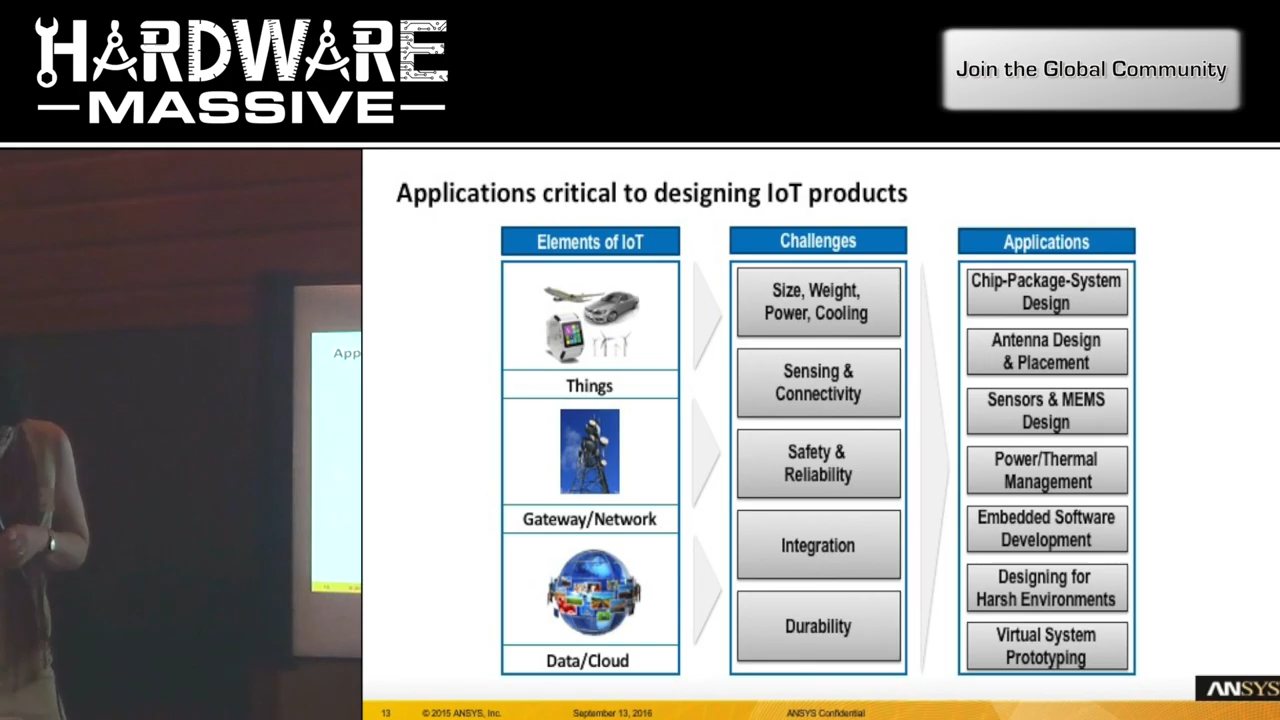 HARDWARE
—MASSIVE—
Join the Global Community
App
Applications critical to designing IoT products
Elements of IoT
Things
Gateway/Network
Data/Cloud
Challenges
Size, Weight,
Power, Cooling
Sensing &
Connectivity
Safety &
Reliability
Integration
Durability
Applications
Chip-Package-System
Design
Antenna Design
& Placement
Sensors & MEMS
Design
Power/Thermal
Management
Embedded Software
Development
Designing for
Harsh Environments
Virtual System
Prototyping
ANSYS
13 © 2015 ANSYS, Inc. September 13, 2016 ANSYS Confidential